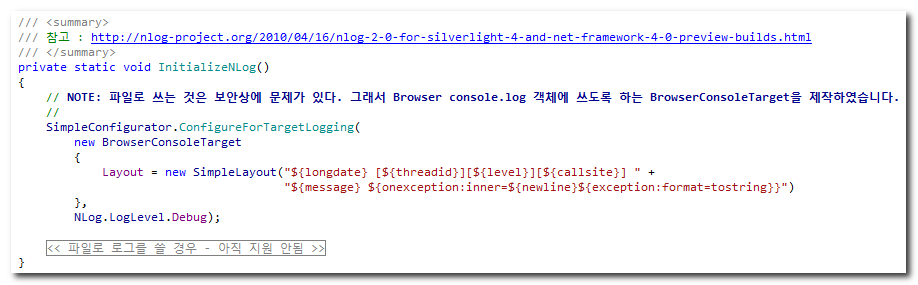 /// <summary>
/// 참고 : http://nlog-project.org/2010/04/16/nlog-2-0-for-silverlight-4-and-net-framework-4-0-preview-builds.html
/// </summary>
private static void InitializeNLog()
{
    // NOTE: 파일로 쓰는 것은 보안상에 문제가 있다. 그래서 Browser console.log 객체에 쓰도록 하는 BrowserConsoleTarget을 제작하였습니다.
    //
    SimpleConfigurator.ConfigureForTargetLogging(
        new BrowserConsoleTarget
        {
            Layout = new SimpleLayout("${longdate} [${threadid}][${level}][${callsite}] " +
                                      "${message} ${onexception:inner=${newline}${exception:format=tostring}}")
        },
        NLog.LogLevel.Debug);
    << 파일로 로그를 쓸 경우 - 아직 지원 안됨 >>
}